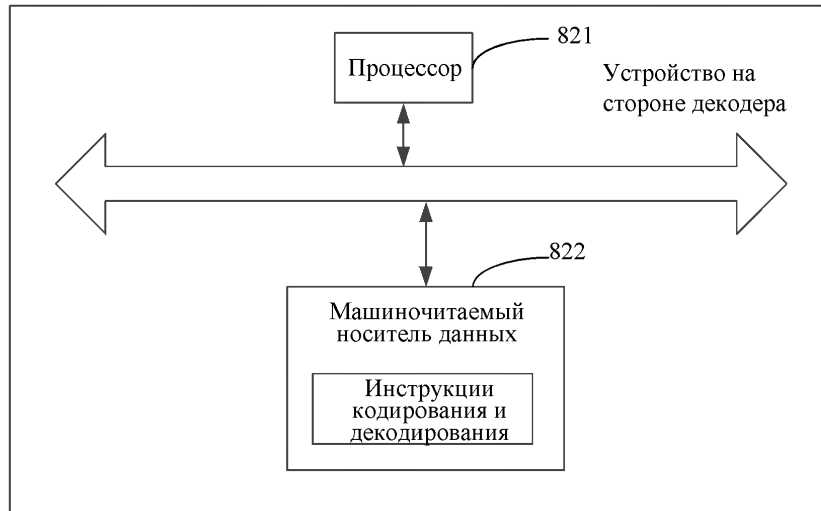 Процессор
821
Устройство на
стороне декодера
822
Машиночитаемый
носитель данных
Инструкции
кодирования и
декодирования